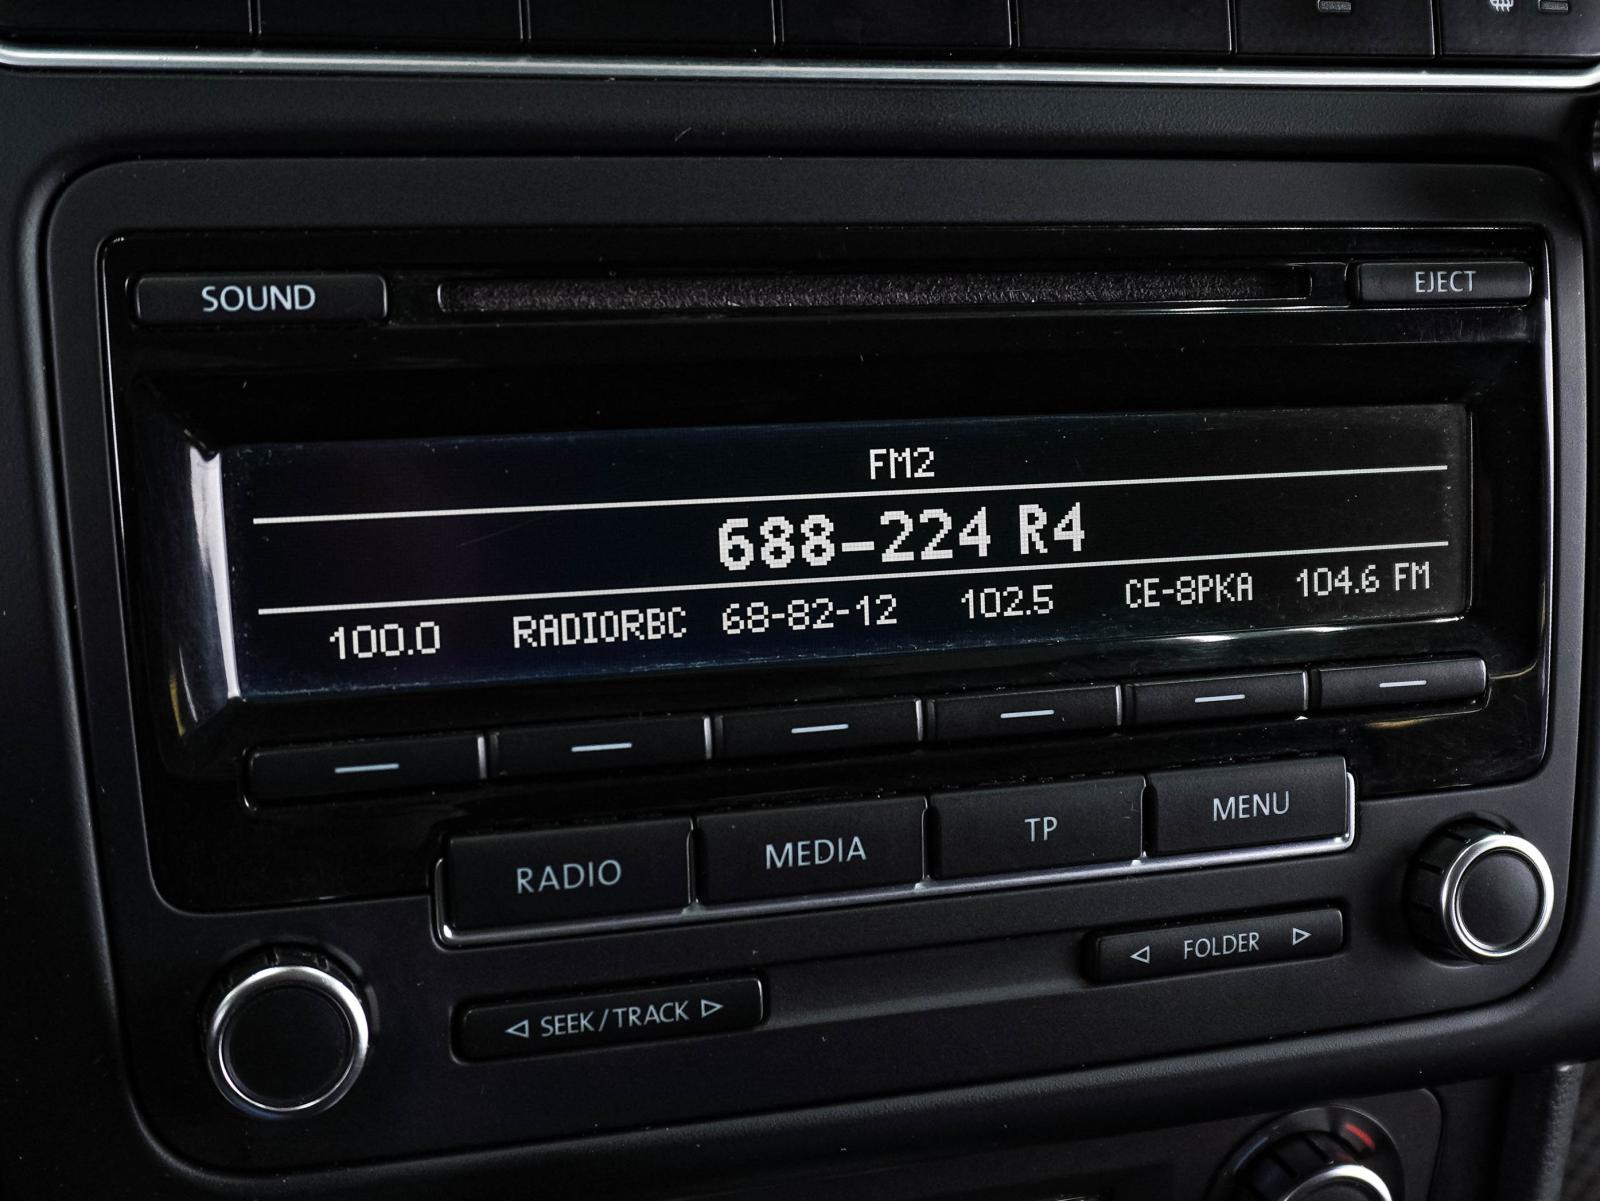 SOUND
EJECT
FM2
688-224 R4
100.0 RADIORBC 68-82-12 102.5 CE-8PKA 104.6 FM
RADIO MEDIA TP MENU
FOLDER
SEEK/TRACK